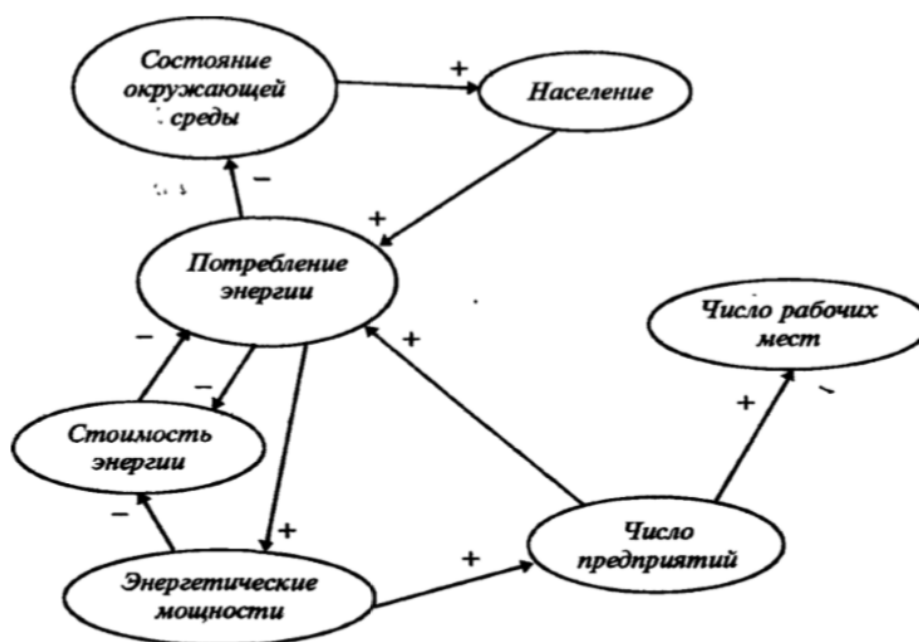 Состояние
окружающей
среды
+
Население
−
+
Потребление
энергии
Число рабочих
мест
−
+
−
+
Стоимость
энергии
−
+
+
Число
предприятий
Энергетические
мощности